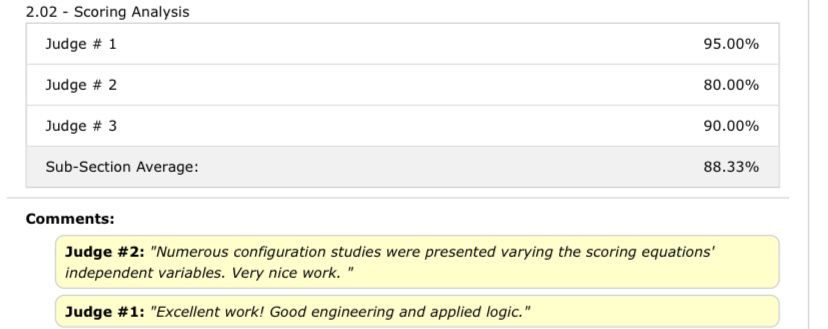 2.02 - Scoring Analysis
Judge # 1 95.00%
Judge # 2 80.00%
Judge # 3 90.00%
Sub-Section Average: 88.33%
Comments:
Judge #2: "Numerous configuration studies were presented varying the scoring equations'
independent variables. Very nice work. "
Judge #1: "Excellent work! Good engineering and applied logic."